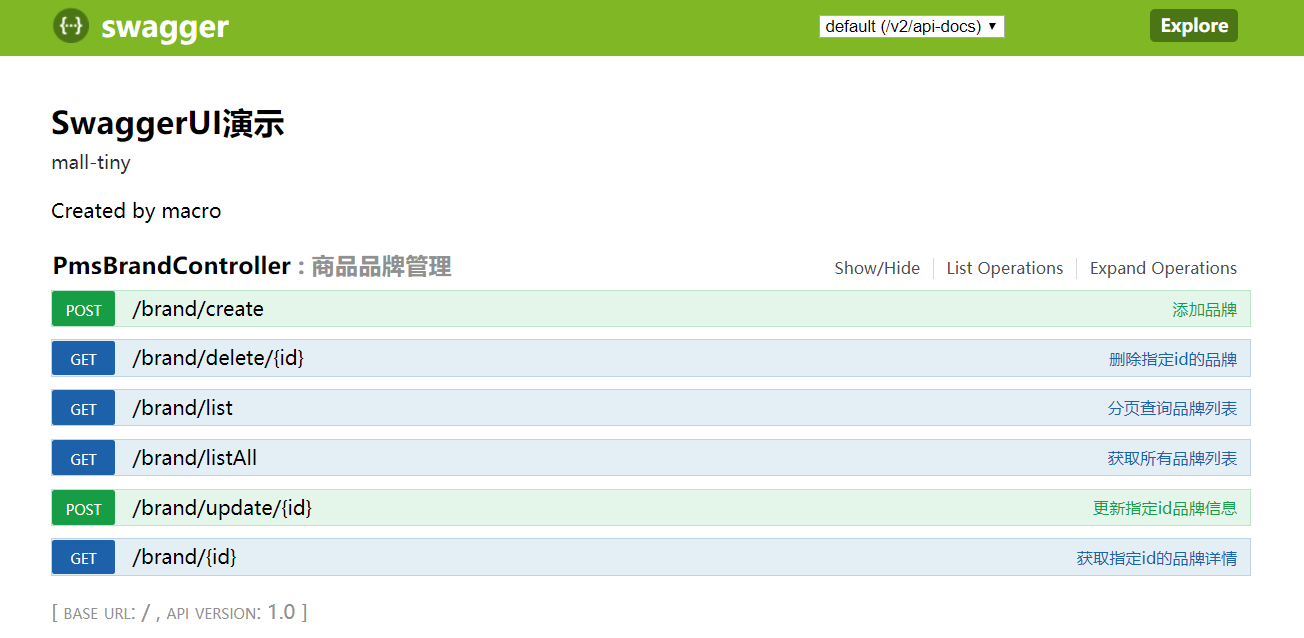 {···} swagger default (/v2/api-docs) ▼ Explore
SwaggerUI演示
mall-tiny
Created by macro
PmsBrandController : 商品品牌管理 Show/Hide List Operations Expand Operations
POST /brand/create 添加品牌
GET /brand/delete/{id} 删除指定id的品牌
GET /brand/list 分页查询品牌列表
GET /brand/listAll 获取所有品牌列表
POST /brand/update/{id} 更新指定id品牌信息
GET /brand/{id} 获取指定id的品牌详情
[ BASE URL: / , API VERSION: 1.0 ]